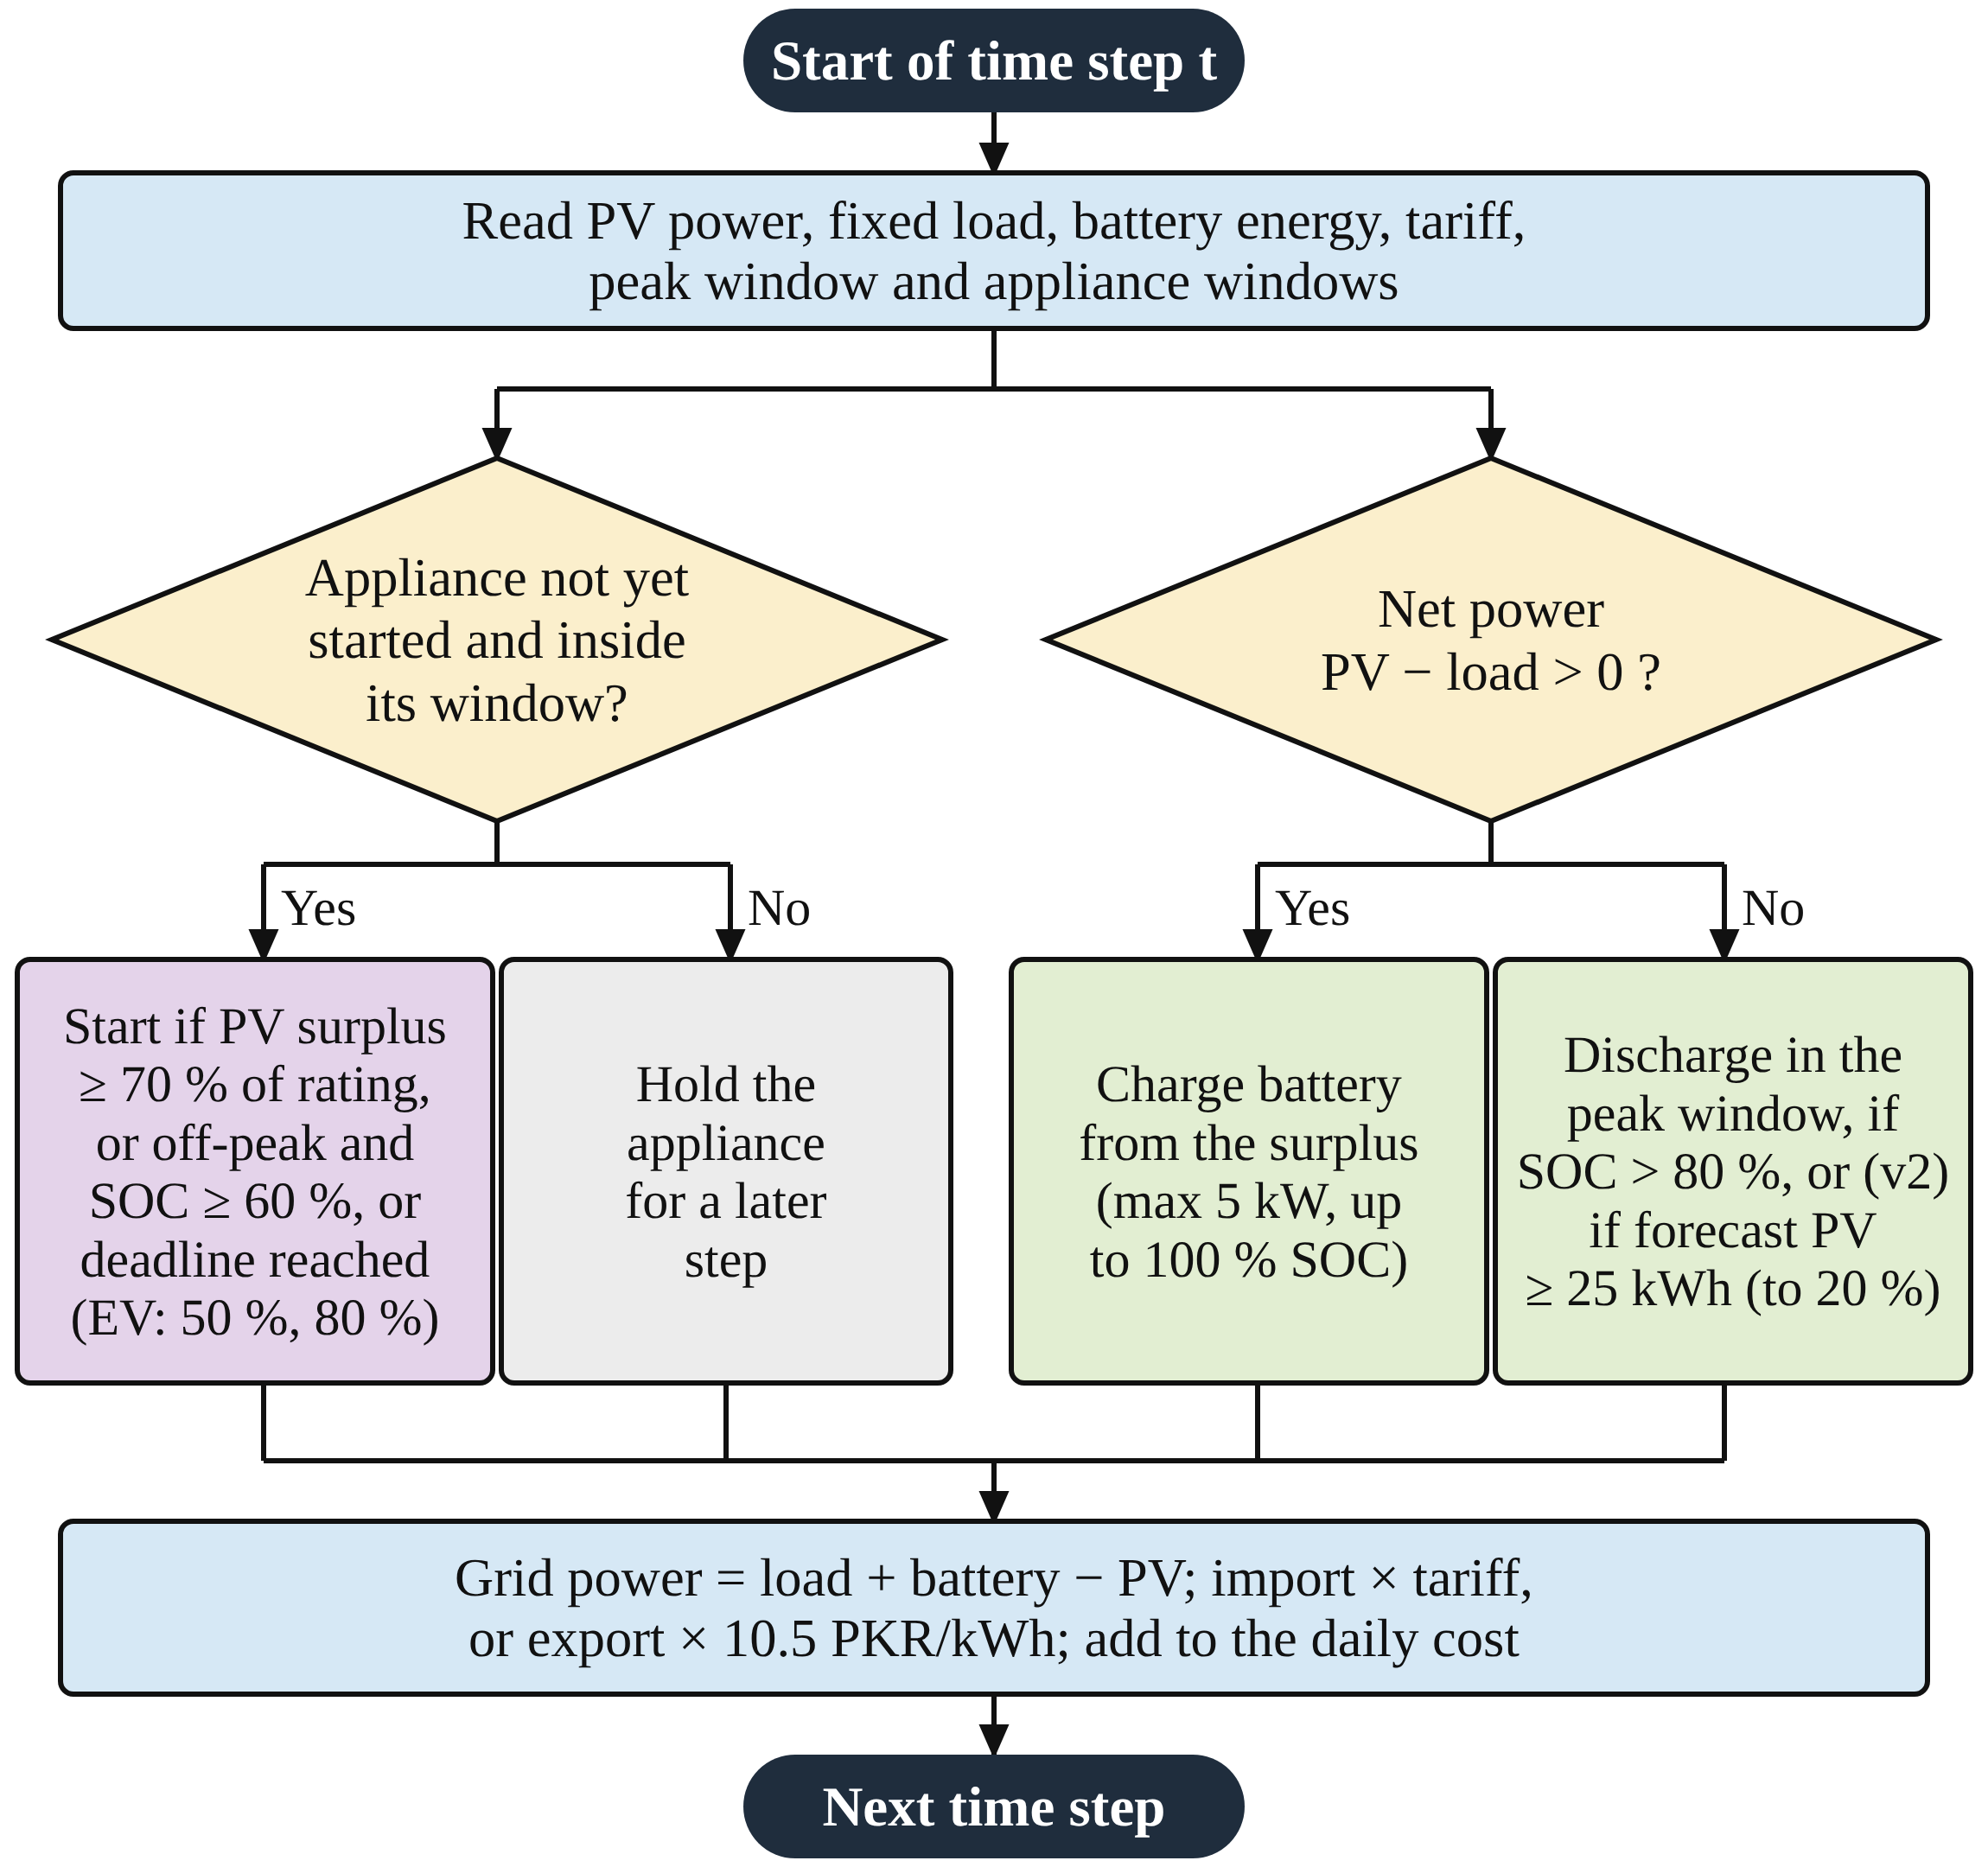 Start of time step t
Read PV power, fixed load, battery energy, tariff,
peak window and appliance windows
Appliance not yet
started and inside
its window?
Net power
PV − load > 0 ?
Yes
No
Yes
No
Start if PV surplus
≥ 70 % of rating,
or off-peak and
SOC ≥ 60 %, or
deadline reached
(EV: 50 %, 80 %)
Hold the
appliance
for a later
step
Charge battery
from the surplus
(max 5 kW, up
to 100 % SOC)
Discharge in the
peak window, if
SOC > 80 %, or (v2)
if forecast PV
≥ 25 kWh (to 20 %)
Grid power = load + battery − PV; import × tariff,
or export × 10.5 PKR/kWh; add to the daily cost
Next time step